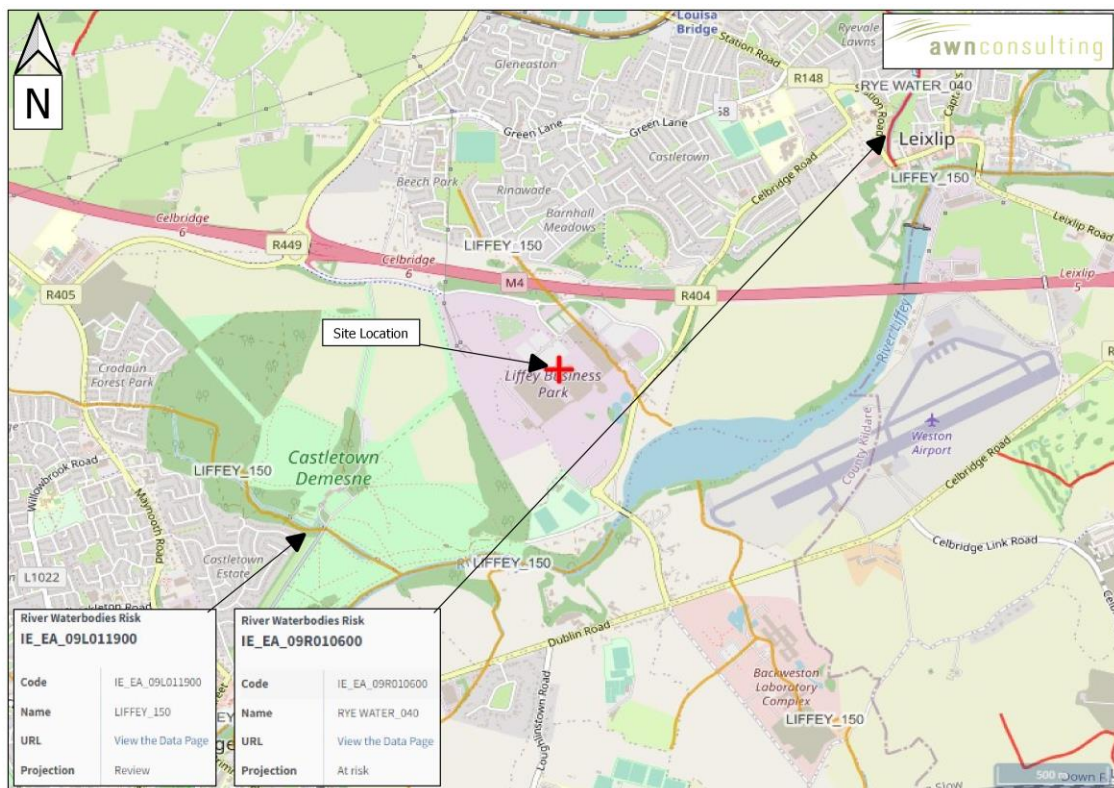 Louisa
Bridge
Ryevale
Lawns
awnconsulting
N
Gleneaston
Station Road
R148
RYE WATER_040
Green Lane
Green Lane
Castletown
Leixlip
Beech Park
Rinawade
Barnhall
Meadows
Celbridge Road
LIFFEY_150
Leixlip Road
Celbridge
6
R449
LIFFEY_150
Celbridge
6
M4
R404
Leixlip
5
R405
River Liffey
Site Location
Crodaun
Forest Park
Liffey Business
Park
Weston
Airport
County Kildare
Celbridge Road
Willowbrook Road
Maynooth Road
LIFFEY_150
Castletown
Demesne
Celbridge Link Road
Castletown
Estate
LIFFEY_150
L1022
Dublin Road
Loughlinstown Road
Backweston
Laboratory
Complex
LIFFEY_150
River Waterbodies Risk
IE_EA_09L011900
Code IE_EA_09L011900
Name LIFFEY_150
URL View the Data Page
Projection Review
River Waterbodies Risk
IE_EA_09R010600
Code IE_EA_09R010600
Name RYE WATER_040
URL View the Data Page
Projection At risk
500 m